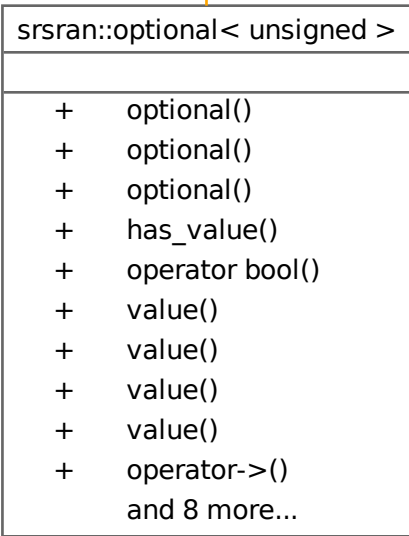 srsran::optional< unsigned >
+ optional()
+ optional()
+ optional()
+ has_value()
+ operator bool()
+ value()
+ value()
+ value()
+ value()
+ operator->()
and 8 more...